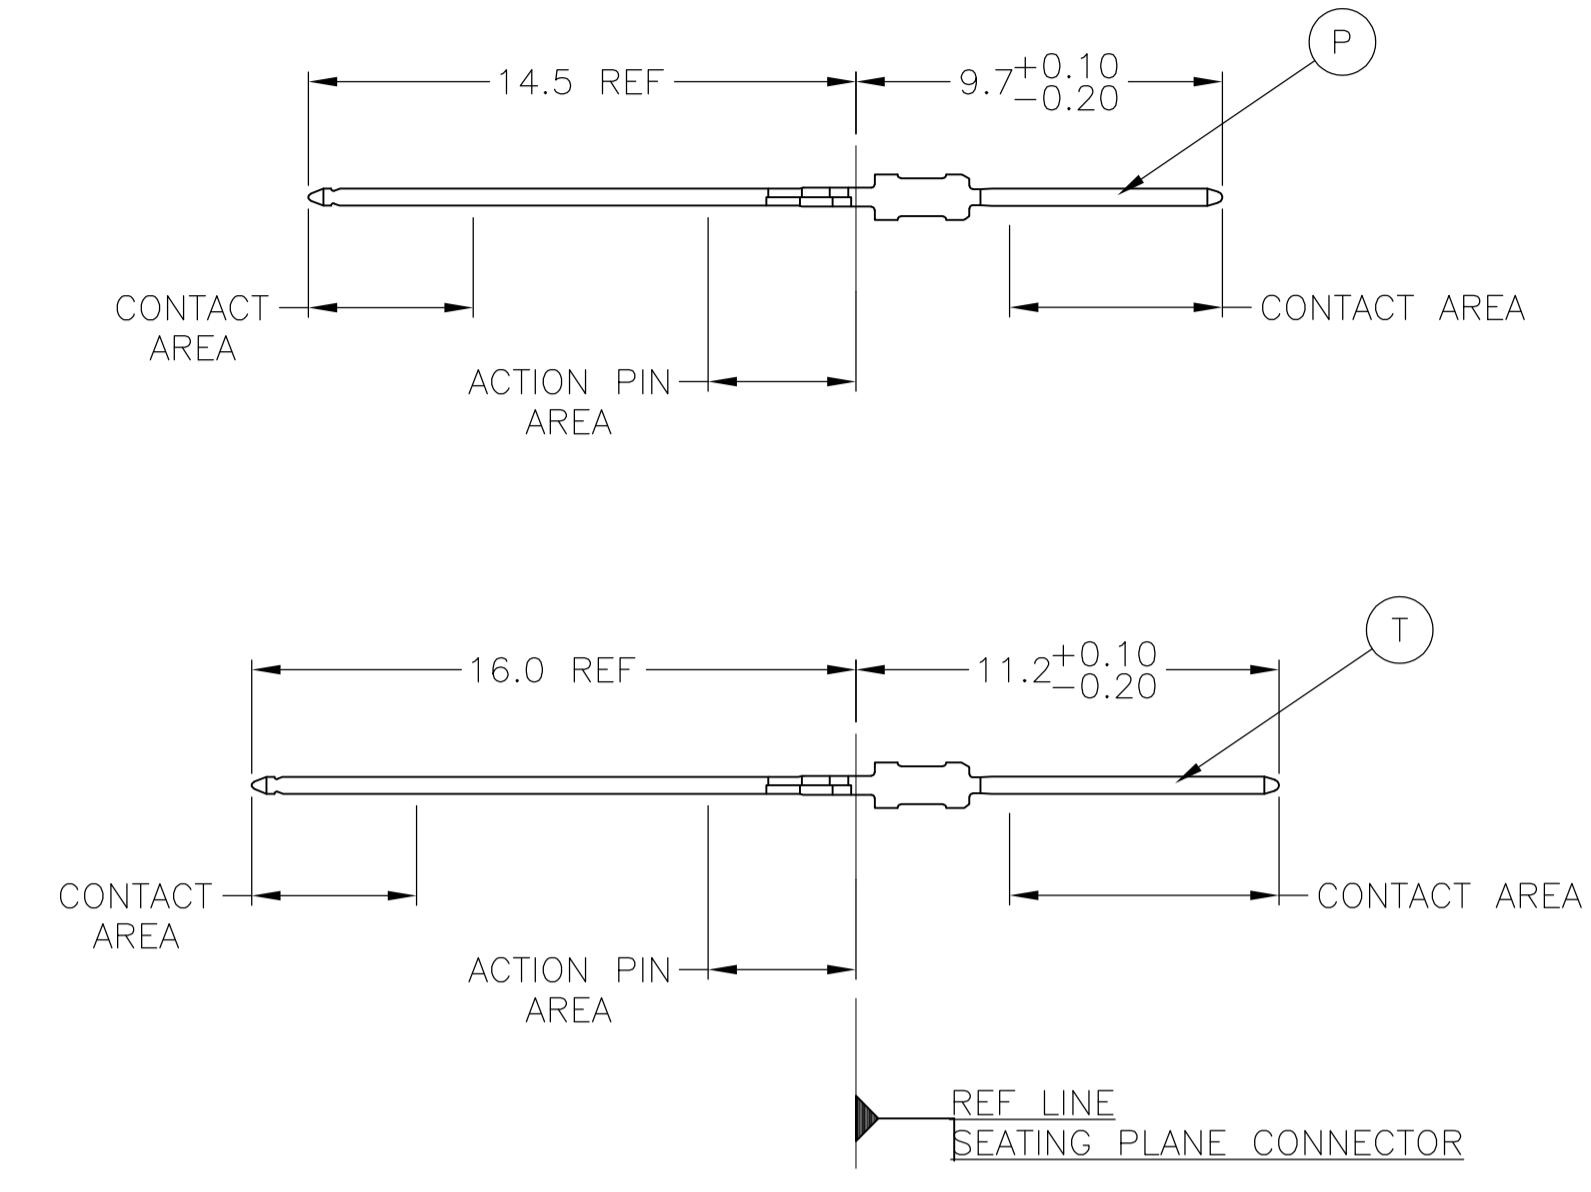 P
14.5 REF
9.7 +0.10
-0.20
CONTACT
AREA
CONTACT AREA
ACTION PIN
AREA
T
16.0 REF
11.2 +0.10
-0.20
CONTACT
AREA
CONTACT AREA
ACTION PIN
AREA
REF LINE
SEATING PLANE CONNECTOR